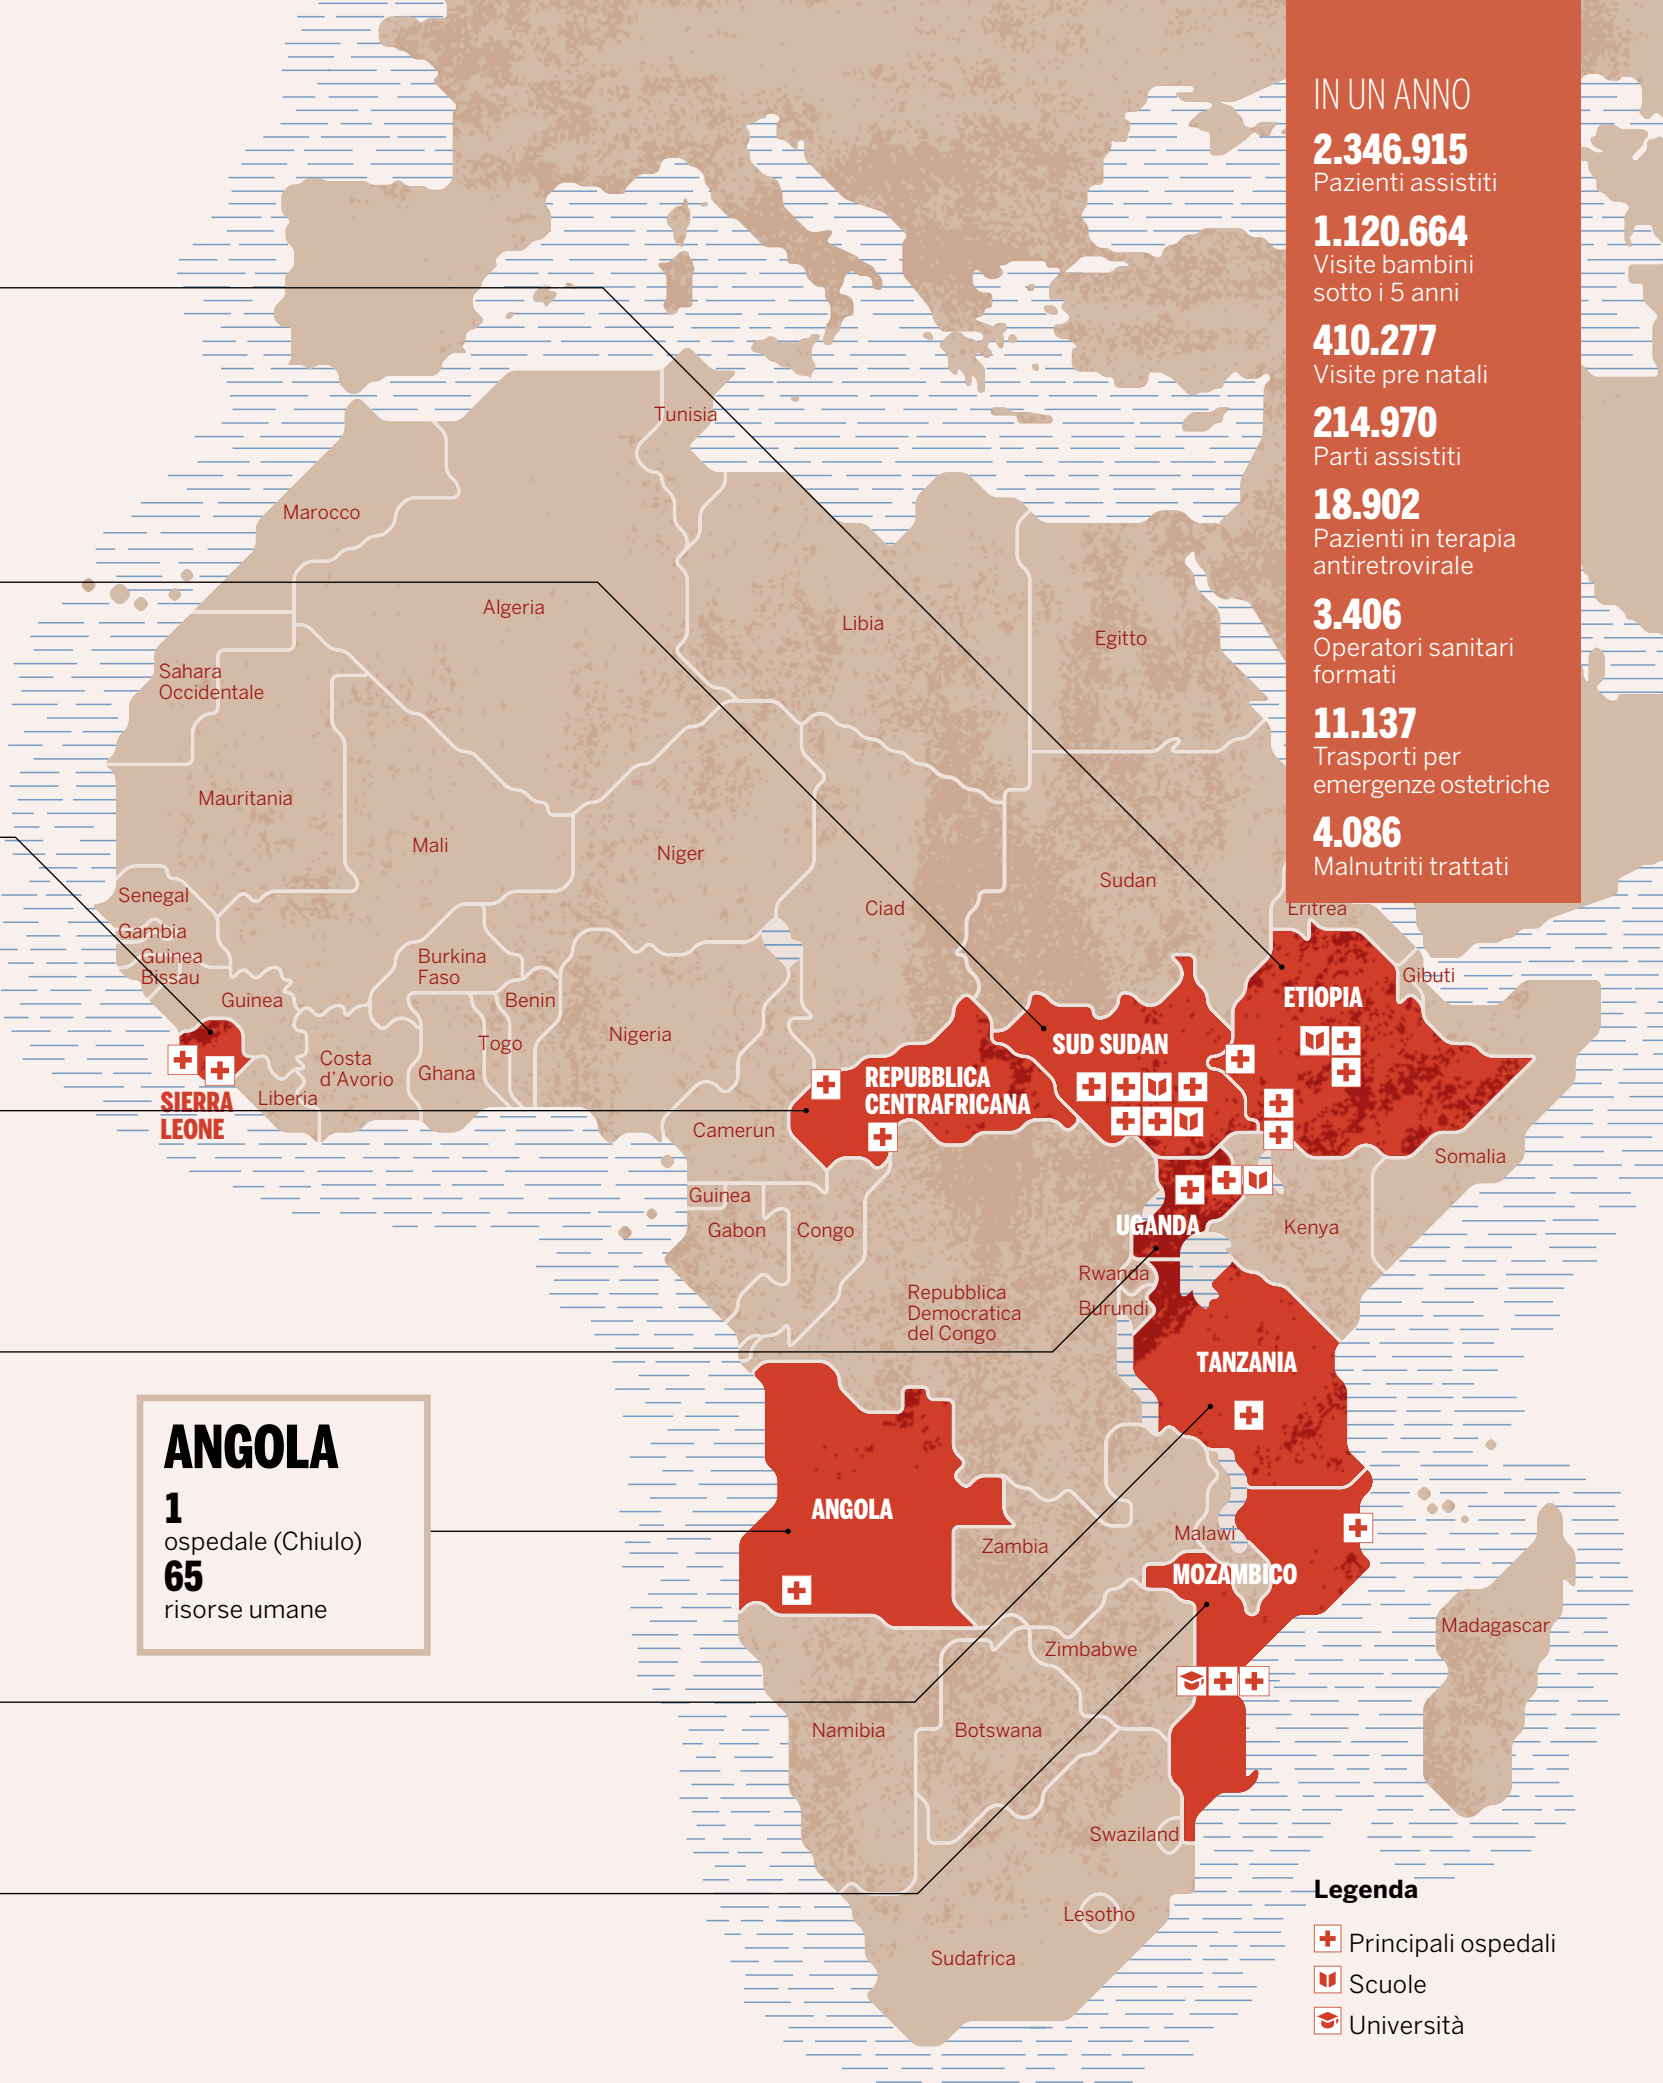 IN UN ANNO
2.346.915
Pazienti assistiti
1.120.664
Visite bambini
sotto i 5 anni
410.277
Visite pre natali
214.970
Parti assistiti
18.902
Pazienti in terapia
antiretrovirale
3.406
Operatori sanitari
formati
11.137
Trasporti per
emergenze ostetriche
4.086
Malnutriti trattati
Tunisia
Marocco
Algeria
Libia
Egitto
Sahara
Occidentale
Mauritania
Mali
Niger
Ciad
Sudan
Eritrea
Senegal
Gambia
Guinea
Bissau
Guinea
Burkina
Faso
Benin
Togo
Nigeria
Costa
d'Avorio
Ghana
Liberia
SIERRA
LEONE
Gibuti
ETIOPIA
SUD SUDAN
REPUBBLICA
CENTRAFRICANA
Camerun
Somalia
Guinea
Gabon
Congo
UGANDA
Kenya
Rwanda
Burundi
Repubblica
Democratica
del Congo
TANZANIA
ANGOLA
1
ospedale (Chiulo)
65
risorse umane
ANGOLA
Zambia
Malawi
MOZAMBICO
Zimbabwe
Madagascar
Namibia
Botswana
Swaziland
Lesotho
Sudafrica
Legenda
Principali ospedali
Scuole
Università